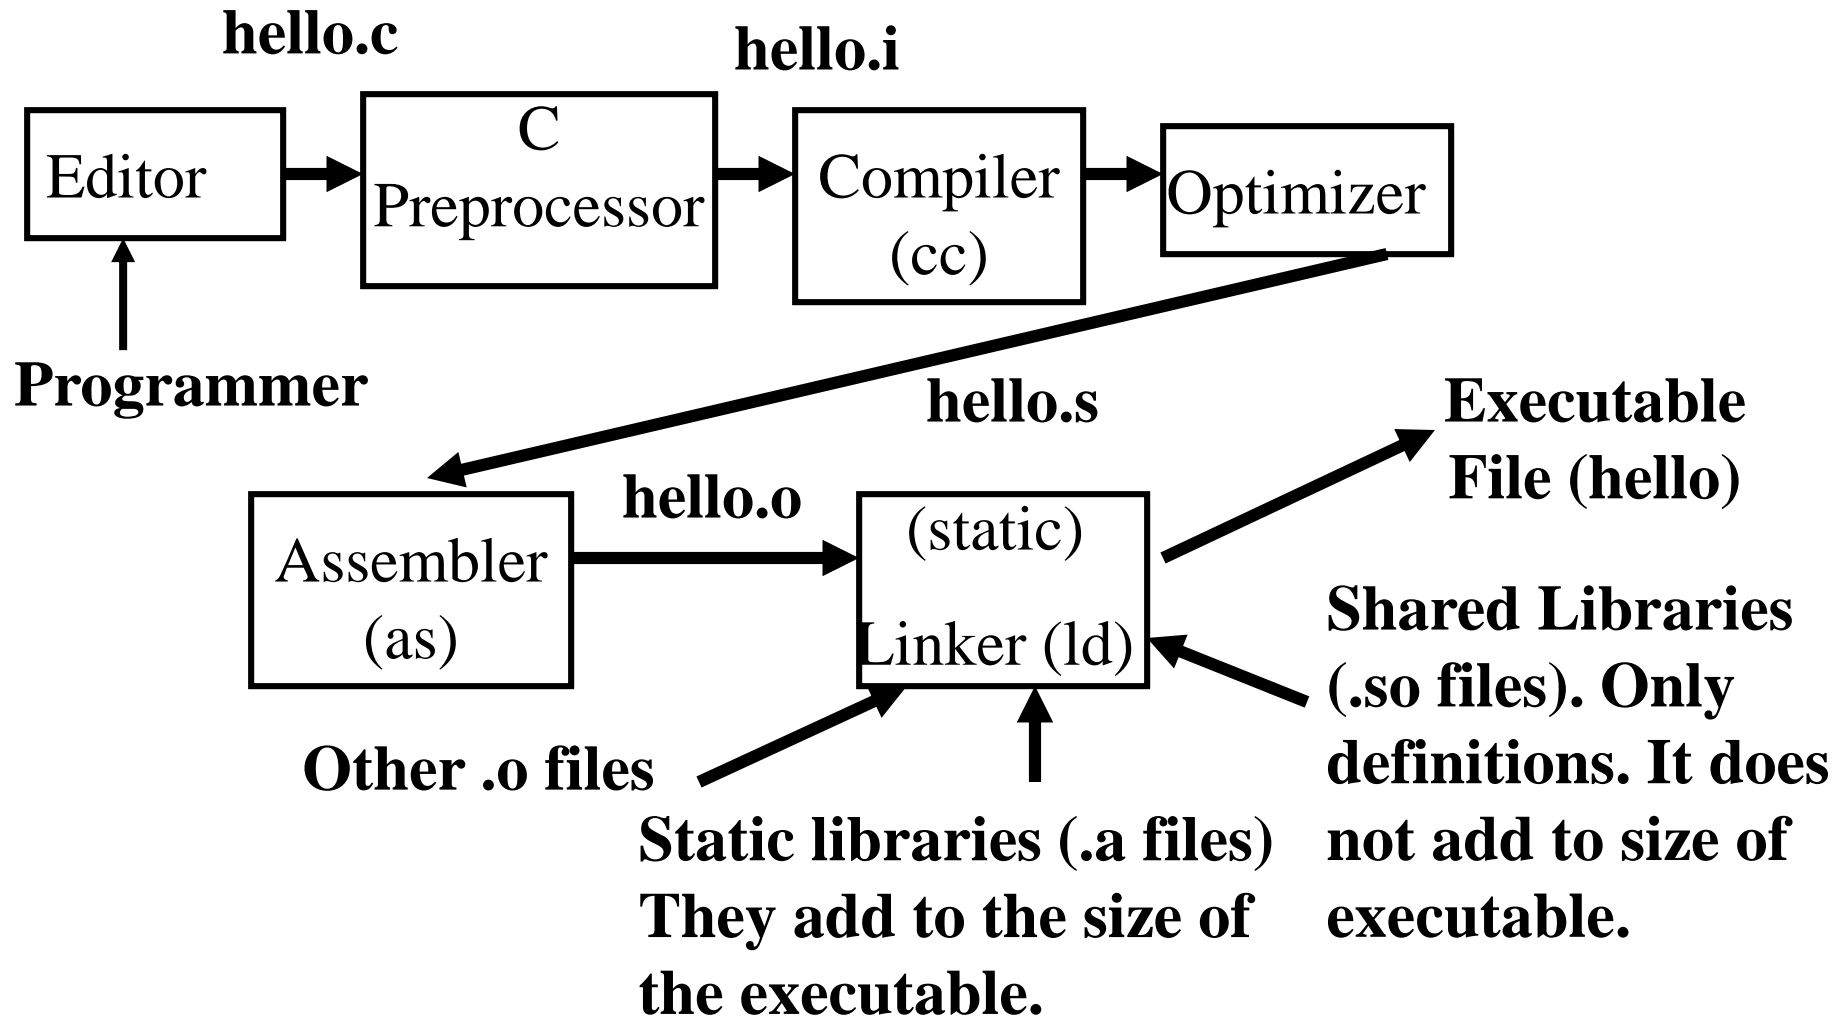 hello.c
hello.i
Editor
C
Preprocessor
Compiler
(cc)
Optimizer
Programmer
hello.s
Executable
File (hello)
hello.o
Assembler
(as)
(static)
Linker (ld)
Other .o files
Static libraries (.a files)
They add to the size of
the executable.
Shared Libraries
(.so files). Only
definitions. It does
not add to size of
executable.